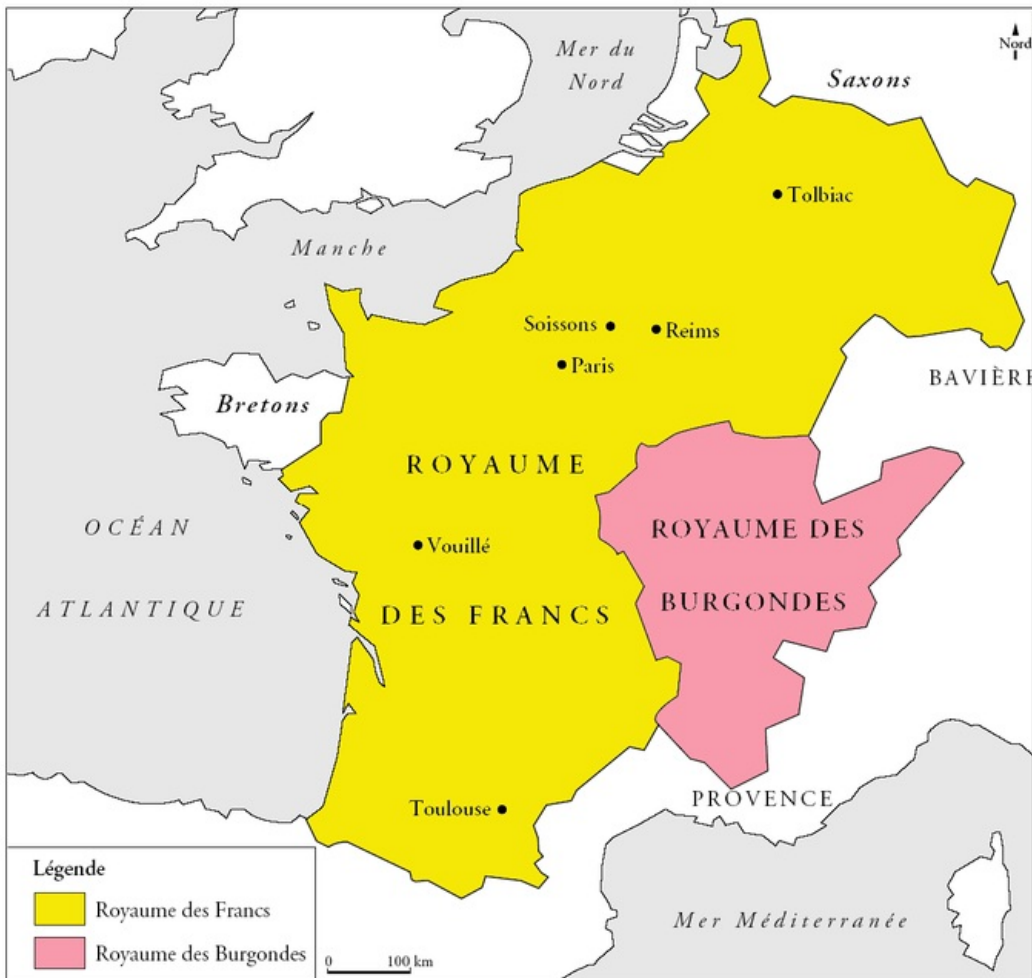 Mer du
Nord
Nord
Saxons
Tolbiac
Manche
Soissons
Reims
Paris
BAVIÈRE
Bretons
ROYAUME
DES FRANCS
OCÉAN
ATLANTIQUE
Vouillé
ROYAUME DES
BURGONDES
Toulouse
PROVENCE
Mer Méditerranée
Légende
Royaume des Francs
Royaume des Burgondes
0 100 km